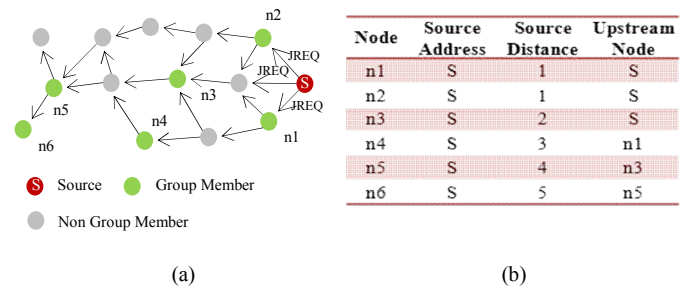 n2
JREQ
JREQ
S
n3
JREQ
n5
n4
n1
n6
S Source
Group Member
Non Group Member
(a)
Node Source Address Source Distance Upstream Node
n1 S 1 S
n2 S 1 S
n3 S 2 S
n4 S 3 n1
n5 S 4 n3
n6 S 5 n5
(b)